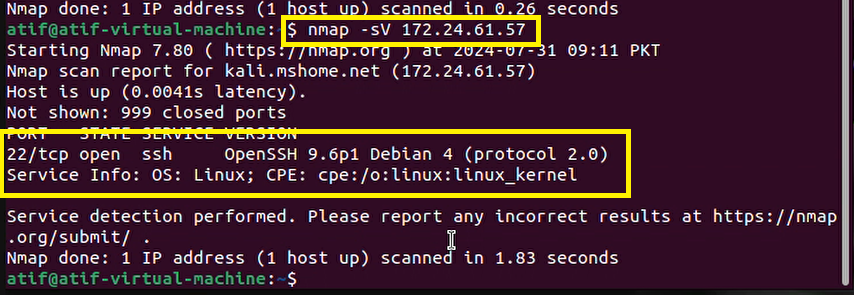 Nmap done: 1 IP address (1 host up) scanned in 0.26 seconds
atif@atif-virtual-machine:~$ nmap -sV 172.24.61.57
Starting Nmap 7.80 ( https://nmap.org ) at 2024-07-31 09:11 PKT
Nmap scan report for kali.mshome.net (172.24.61.57)
Host is up (0.0041s latency).
Not shown: 999 closed ports
PORT   STATE SERVICE VERSION
22/tcp open  ssh     OpenSSH 9.6p1 Debian 4 (protocol 2.0)
Service Info: OS: Linux; CPE: cpe:/o:linux:linux_kernel
Service detection performed. Please report any incorrect results at https://nmap
.org/submit/ .
Nmap done: 1 IP address (1 host up) scanned in 1.83 seconds
atif@atif-virtual-machine:~$